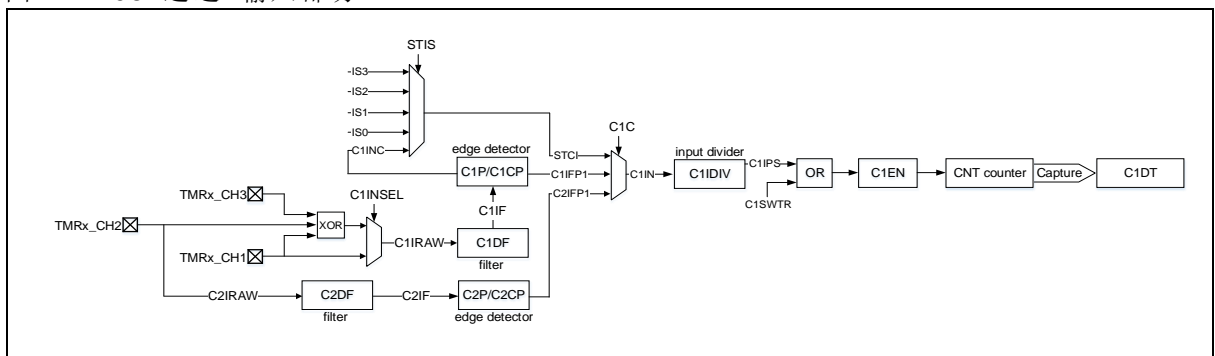 STIS
-IS3
-IS2
-IS1
-IS0
C1INC
edge detector
C1P/C1CP
C1IF
STCI
C1IFP1
C2IFP1
C1C
C1IN
input divider
C1IDIV
C1IPS
C1SWTR
OR
C1EN
CNT counter
Capture
C1DT
TMRx_CH3
TMRx_CH2
TMRx_CH1
XOR
C1INSEL
C1IRAW
C1DF
filter
C2IRAW
C2DF
filter
C2IF
C2P/C2CP
edge detector